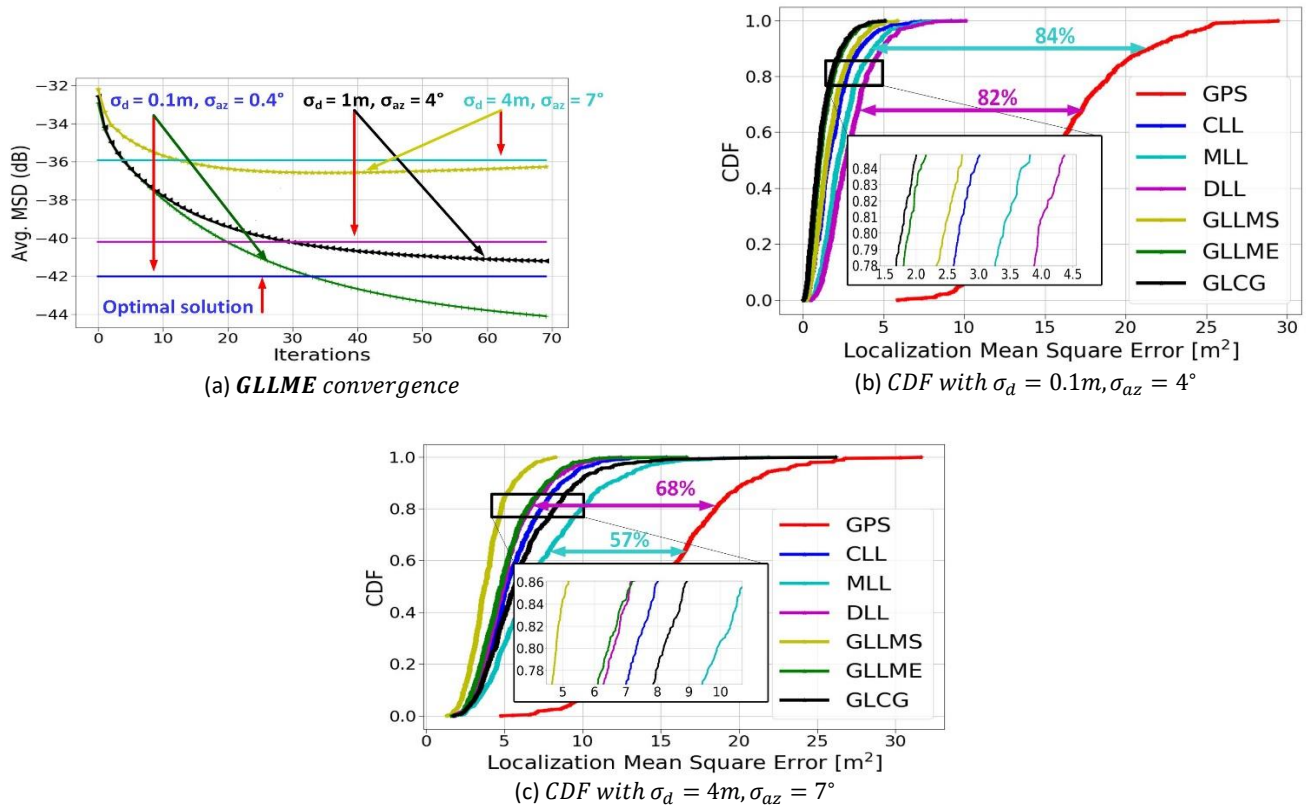 σd = 0.1m, σaz = 0.4° σd = 1m, σaz = 4° σd = 4m, σaz = 7°
−32
−34
−36
−38
−40
−42
−44
Avg. MSD (dB)
Optimal solution
0 10 20 30 40 50 60 70
Iterations
(a) GLLME convergence
1.0
0.8
0.6
0.4
0.2
0.0
CDF
84%
82%
0.84
0.83
0.82
0.81
0.80
0.79
0.78
1.5 2.0 2.5 3.0 3.5 4.0 4.5
GPS
CLL
MLL
DLL
GLLMS
GLLME
GLCG
0 5 10 15 20 25 30
Localization Mean Square Error [m²]
(b) CDF with σd = 0.1m, σaz = 4°
1.0
0.8
0.6
0.4
0.2
0.0
CDF
68%
57%
0.86
0.84
0.82
0.80
0.78
5 6 7 8 9 10
GPS
CLL
MLL
DLL
GLLMS
GLLME
GLCG
0 5 10 15 20 25 30
Localization Mean Square Error [m²]
(c) CDF with σd = 4m, σaz = 7°